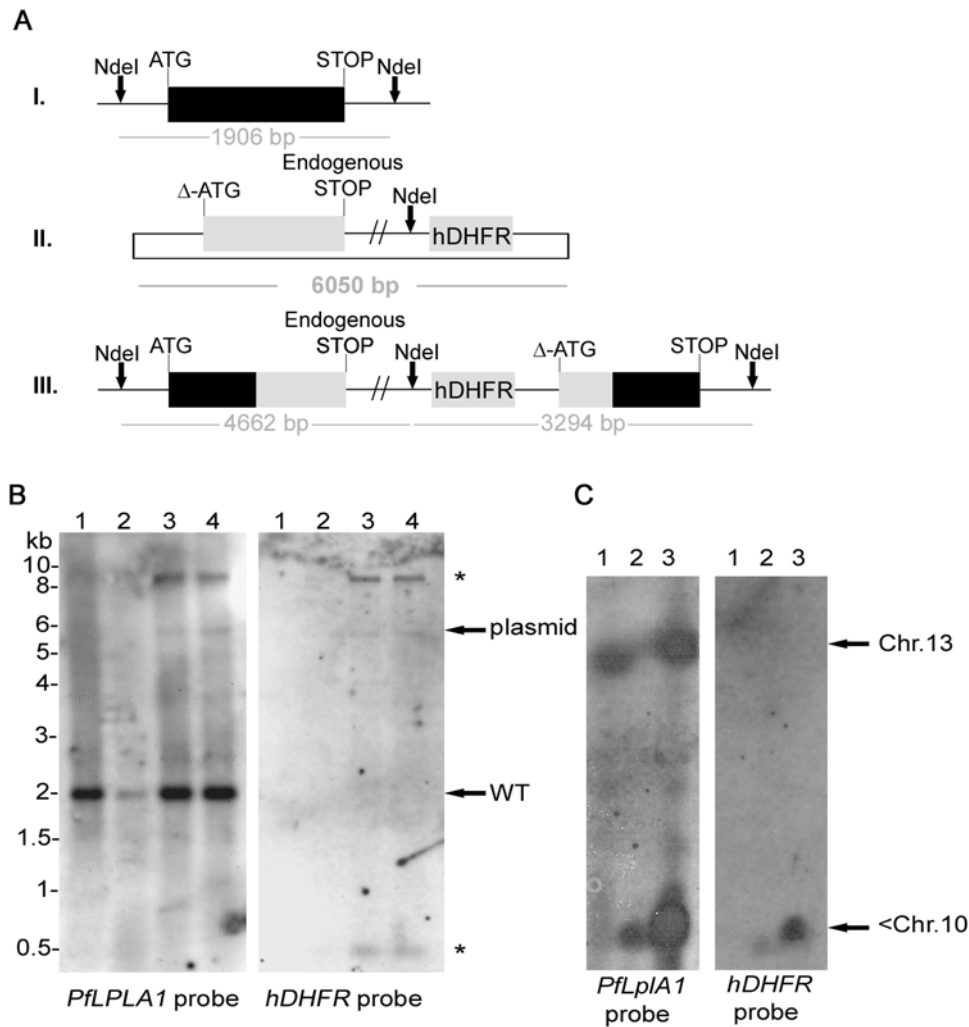 A
NdeI ATG STOP NdeI
I.
1906 bp
Endogenous
Δ-ATG STOP NdeI
II. hDHFR
6050 bp
Endogenous
NdeI ATG STOP NdeI Δ-ATG STOP NdeI
III. hDHFR
4662 bp 3294 bp
B
1 2 3 4 1 2 3 4
kb
10-
8- *
6- plasmid
5-
4-
3-
2- WT
1.5-
1-
0.5- *
PfLPLA1 probe hDHFR probe
C
1 2 3 1 2 3
Chr.13
<Chr.10
PfLplA1 probe
hDHFR probe